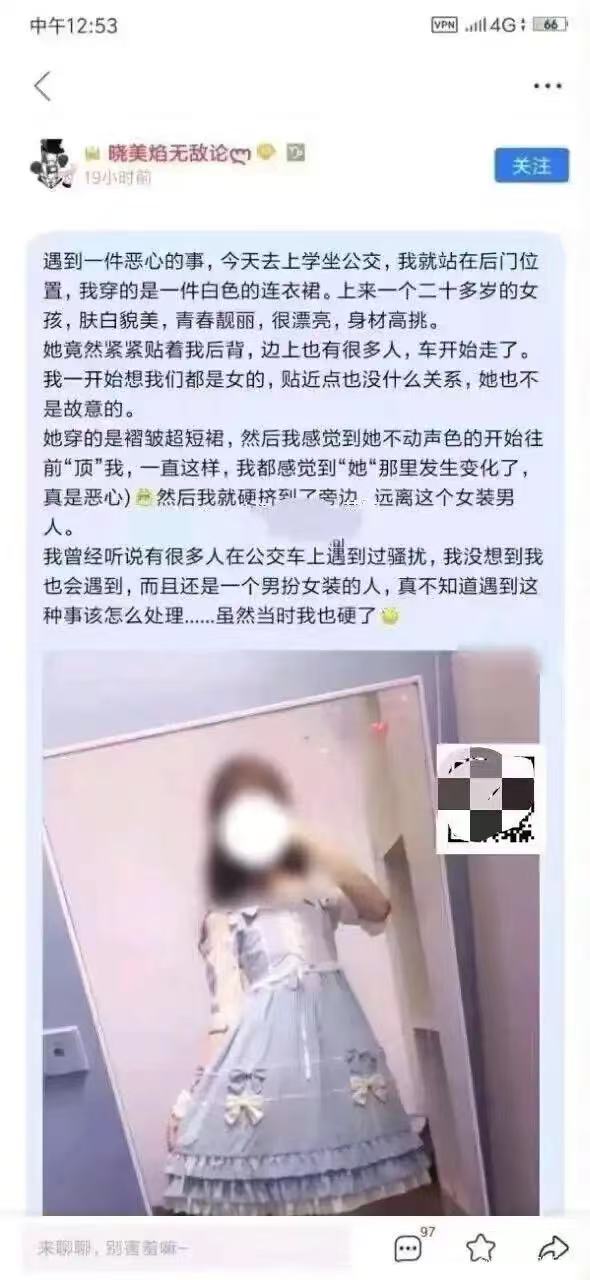 中午12:53
VPN 4G 66
晓美焰无敌论ღ
19小时前
关注
遇到一件恶心的事，今天去上学坐公交，我就站在后门位
置，我穿的是一件白色的连衣裙。上来一个二十多岁的女
孩，肤白貌美，青春靓丽，很漂亮，身材高挑。
她竟然紧紧贴着我后背，边上也有很多人，车开始走了。
我一开始想我们都是女的，贴近点也没什么关系，她也不
是故意的。
她穿的是褶皱超短裙，然后我感觉到她不动声色的开始往
前“顶”我，一直这样，我都感觉到“她“那里发生变化了，
真是恶心）然后我就硬挤到了旁边，远离这个女装男
人。
我曾经听说有很多人在公交车上遇到过骚扰，我没想到我
也会遇到，而且还是一个男扮女装的人，真不知道遇到这
种事该怎么处理......虽然当时我也硬了
来聊聊，别害羞嘛~
97